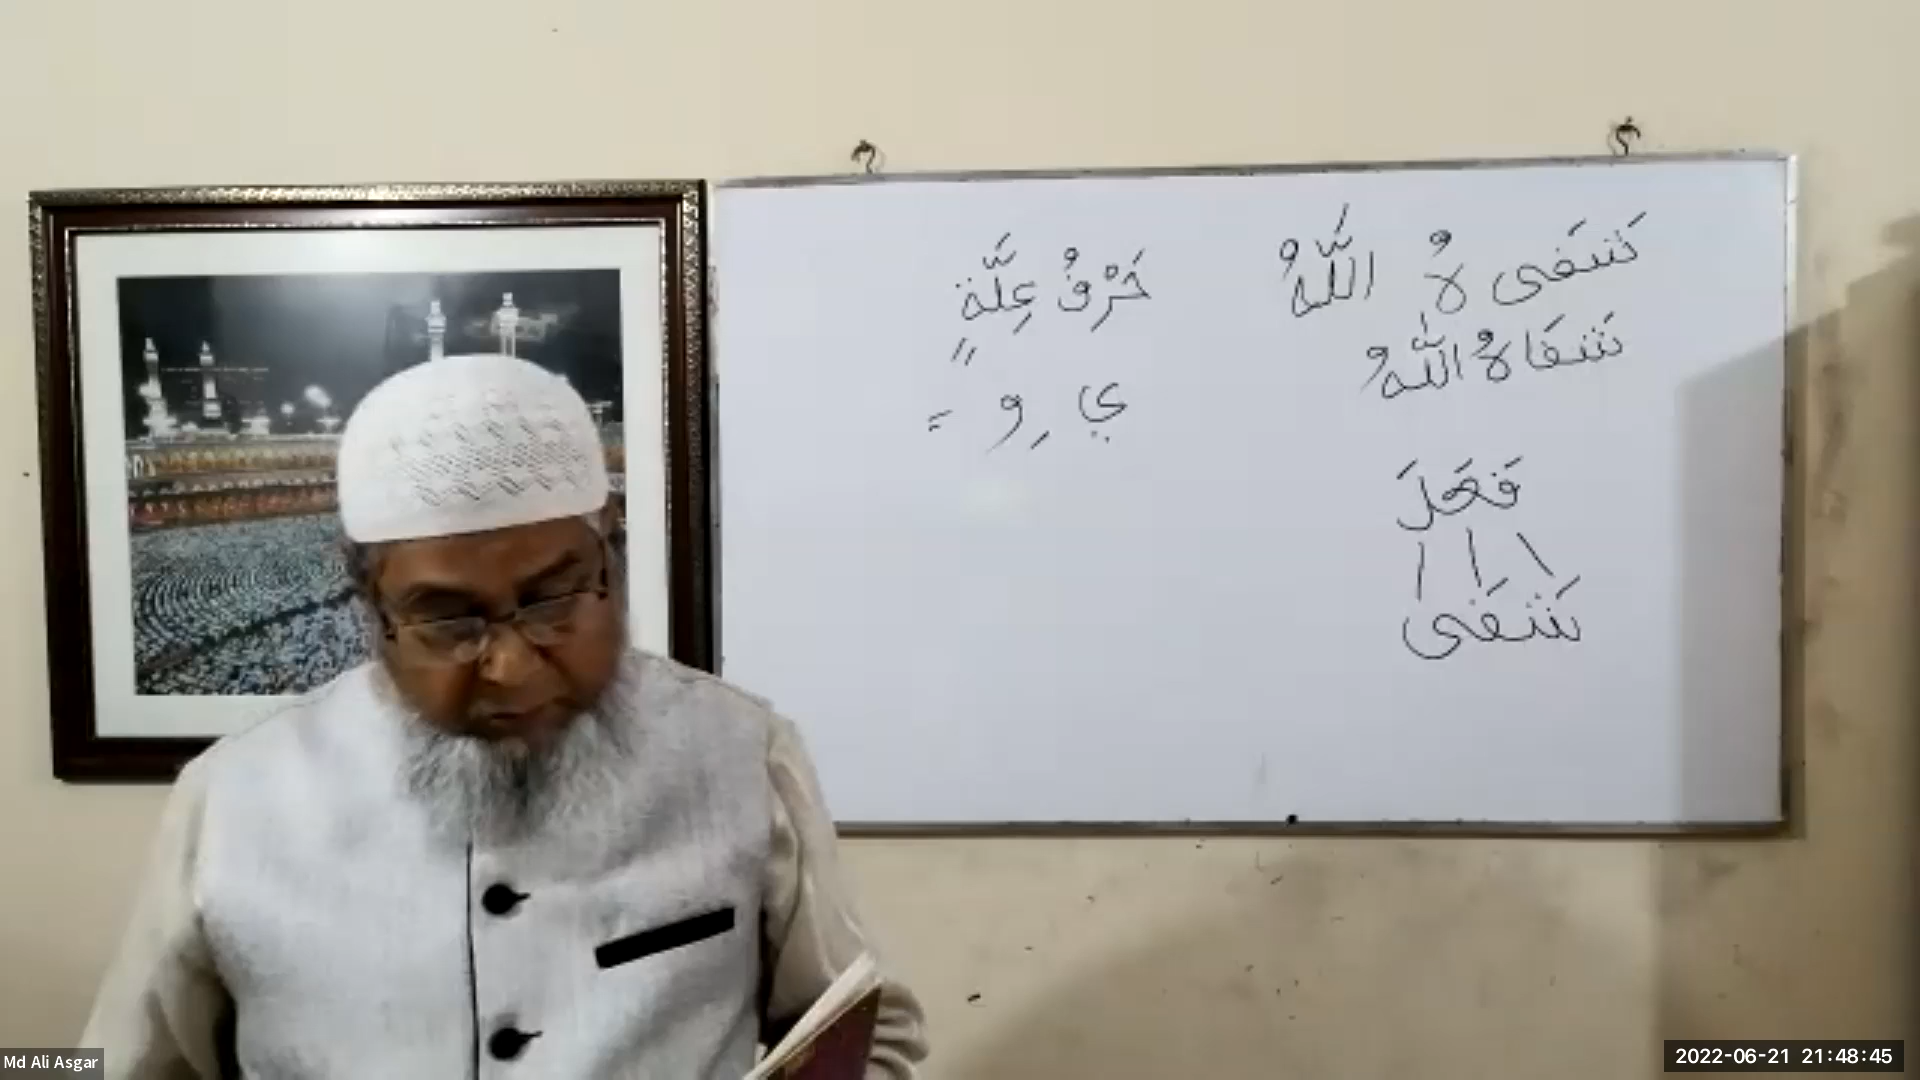 شَفَى هُ اللَّهُ
شَفَاهُ اللَّهُ
فَعَلَ
شَفَى
حَرْفُ عِلَّةٍ
ي , و
Md Ali Asgar
2022-06-21 21:48:45